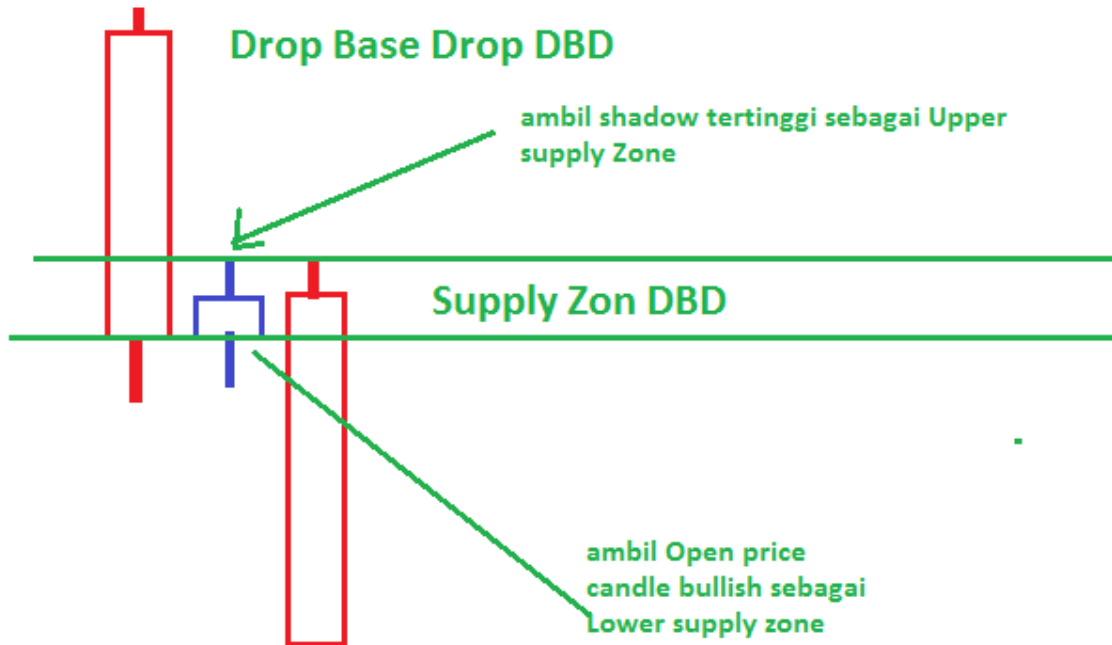 Drop Base Drop DBD
ambil shadow tertinggi sebagai Upper
supply Zone
Supply Zon DBD
ambil Open price
candle bullish sebagai
Lower supply zone